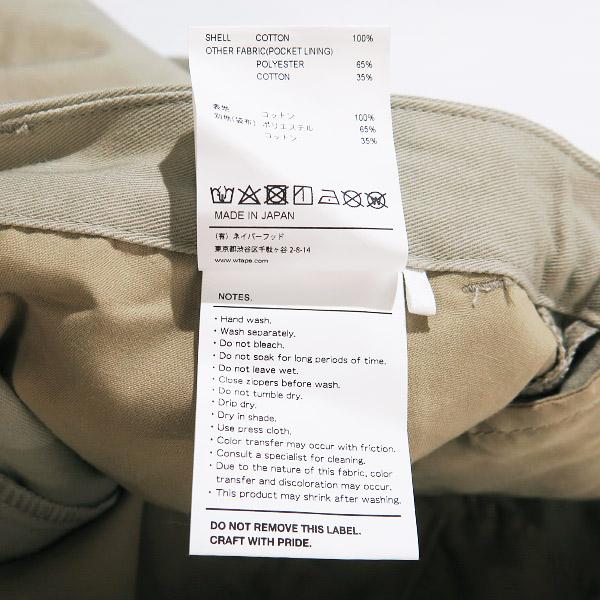 SHELL COTTON 100%
OTHER FABRIC(POCKET LINING)
POLYESTER 65%
COTTON 35%
表地 コットン 100%
別地(袋布) ポリエステル 65%
コットン 35%
MADE IN JAPAN
(有) ネイバーフッド
東京都渋谷区千駄ヶ谷 2-8-14
www.wtaps.com
NOTES.
・Hand wash.
・Wash separately.
・Do not bleach.
・Do not soak for long periods of time.
・Do not leave wet.
・Close zippers before wash.
・Do not tumble dry.
・Drip dry.
・Dry in shade.
・Use press cloth.
・Color transfer may occur with friction.
・Consult a specialist for cleaning.
・Due to the nature of this fabric, color
transfer and discoloration may occur.
・This product may shrink after washing.
DO NOT REMOVE THIS LABEL.
CRAFT WITH PRIDE.